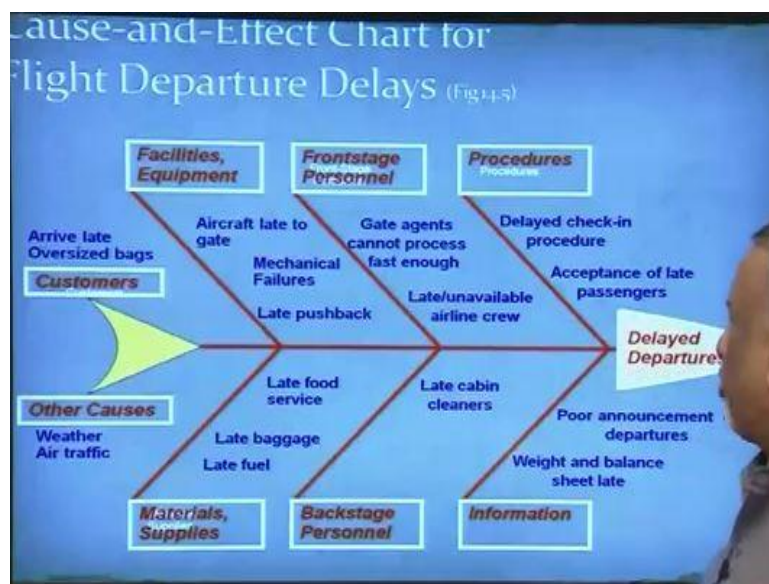 Cause-and-Effect Chart for
Flight Departure Delays (Fig 14.5)
Facilities,
Equipment
Frontstage
Personnel
Procedures
Procedures
Arrive late
Oversized bags
Customers
Aircraft late to
gate
Mechanical
Failures
Late pushback
Gate agents
cannot process
fast enough
Late/unavailable
airline crew
Delayed check-in
procedure
Acceptance of late
passengers
Delayed
Departures
Other Causes
Weather
Air traffic
Late food
service
Late baggage
Late fuel
Late cabin
cleaners
Poor announcement
departures
Weight and balance
sheet late
Materials,
Supplies
Backstage
Personnel
Information